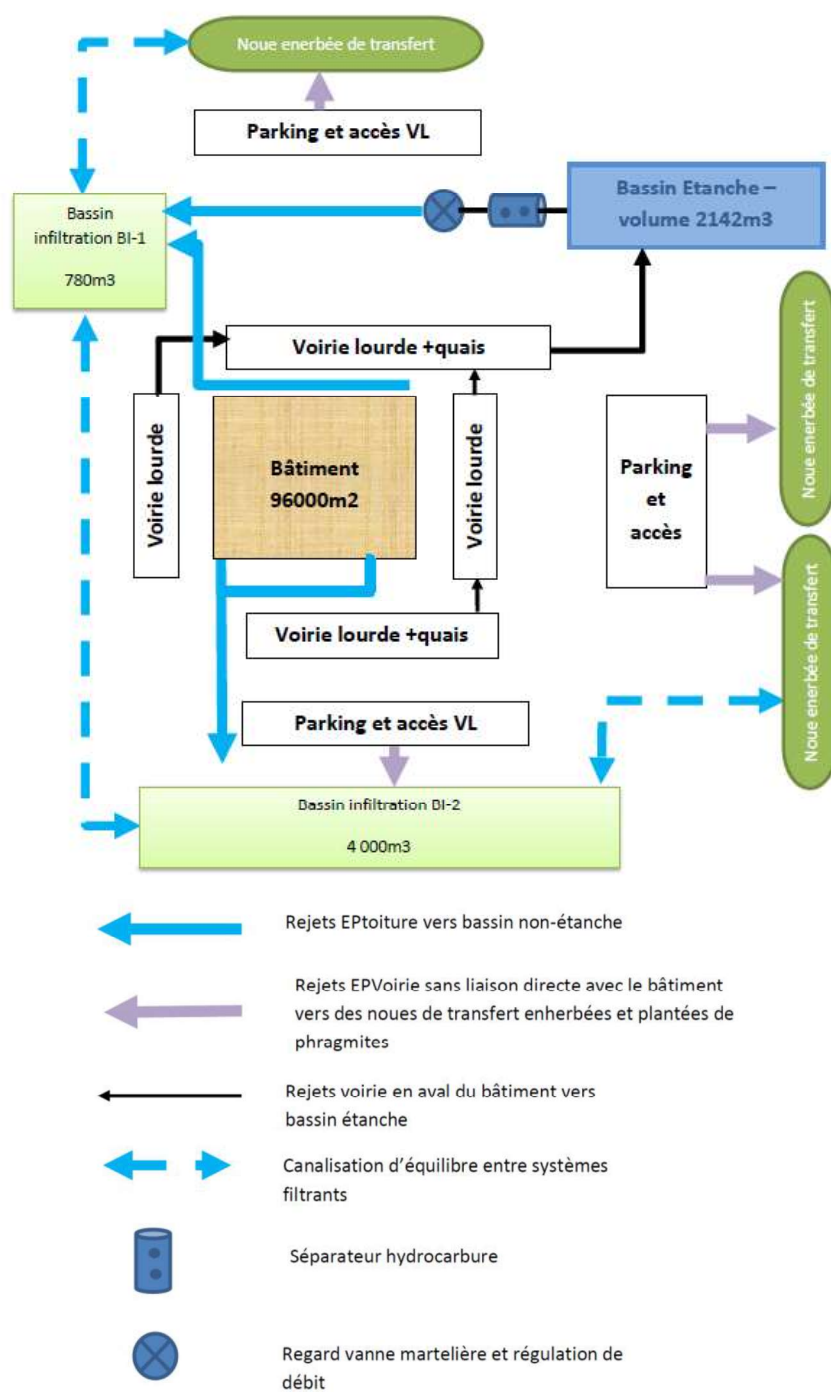 Noue enerbée de transfert
Parking et accès VL
Bassin Etanche –
volume 2142m3
Bassin
infiltration BI-1
780m3
Noue enerbée de transfert
Voirie lourde +quais
Voirie lourde
Bâtiment
96000m2
Voirie lourde
Parking
et
accès
Noue enerbée de transfert
Voirie lourde +quais
Parking et accès VL
Bassin infiltration BI-2
4 000m3
Rejets EPtoiture vers bassin non-étanche
Rejets EPVoirie sans liaison directe avec le bâtiment
vers des noues de transfert enherbées et plantées de
phragmites
Rejets voirie en aval du bâtiment vers
bassin étanche
Canalisation d'équilibre entre systèmes
filtrants
Séparateur hydrocarbure
Regard vanne martelière et régulation de
débit